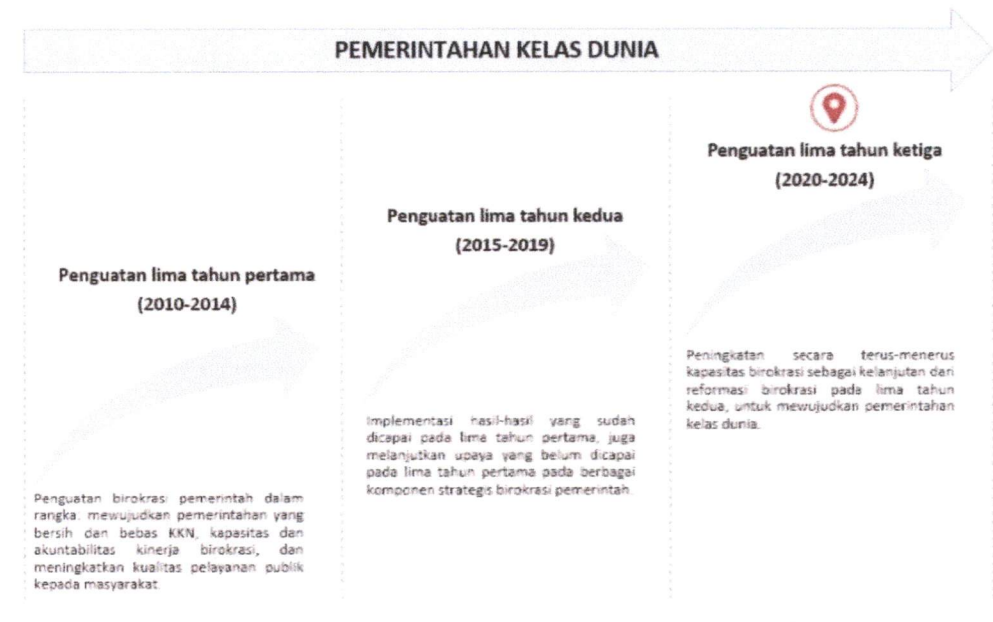 PEMERINTAHAN KELAS DUNIA
Penguatan lima tahun pertama
(2010-2014)
Penguatan birokrasi pemerintah dalam
rangka. mewujudkan pemerintahan yang
bersih dan bebas KKN, kapasitas dan
akuntabilitas kinerja birokrasi, dan
meningkatkan kualitas pelayanan publik
kepada masyarakat.
Penguatan lima tahun kedua
(2015-2019)
Implementasi hasil-hasil yang sudah
dicapai pada lima tahun pertama, juga
melanjutkan upaya yang belum dicapai
pada lima tahun pertama pada berbagai
komponen strategis birokrasi pemerintah.
Penguatan lima tahun ketiga
(2020-2024)
Peningkatan secara terus-menerus
kapasitas birokrasi sebagai kelanjutan dari
reformasi birokrasi pada lima tahun
kedua, untuk mewujudkan pemerintahan
kelas dunia.